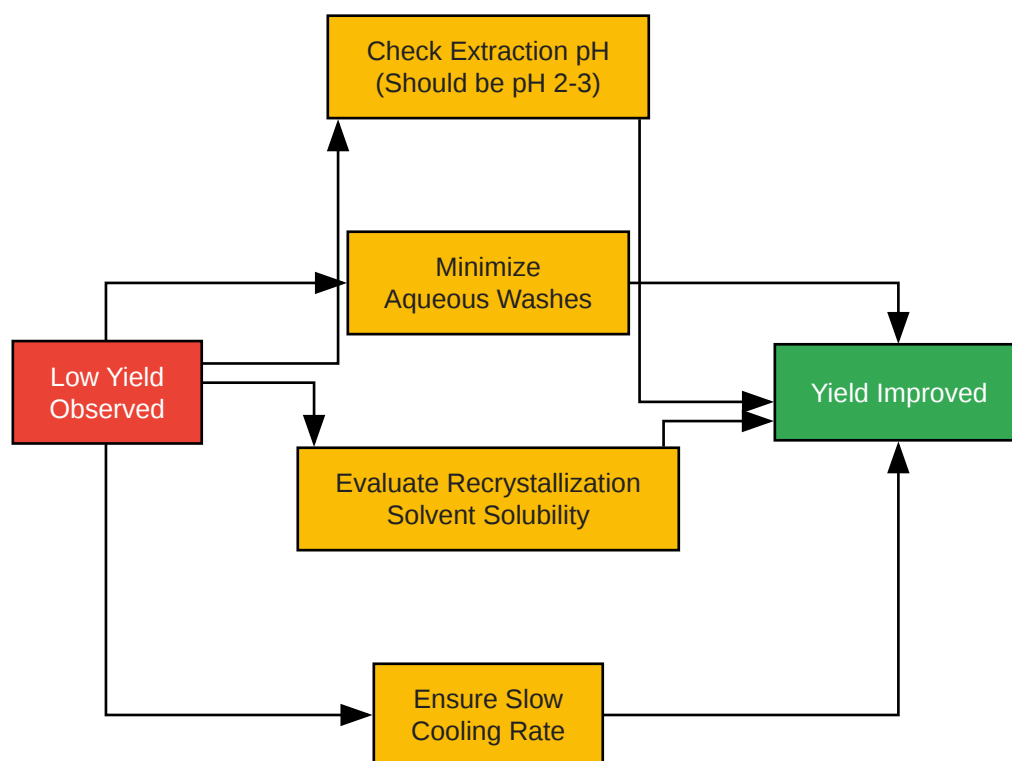 Check Extraction pH
(Should be pH 2-3)
Minimize
Aqueous Washes
Low Yield
Observed
Yield Improved
Evaluate Recrystallization
Solvent Solubility
Ensure Slow
Cooling Rate